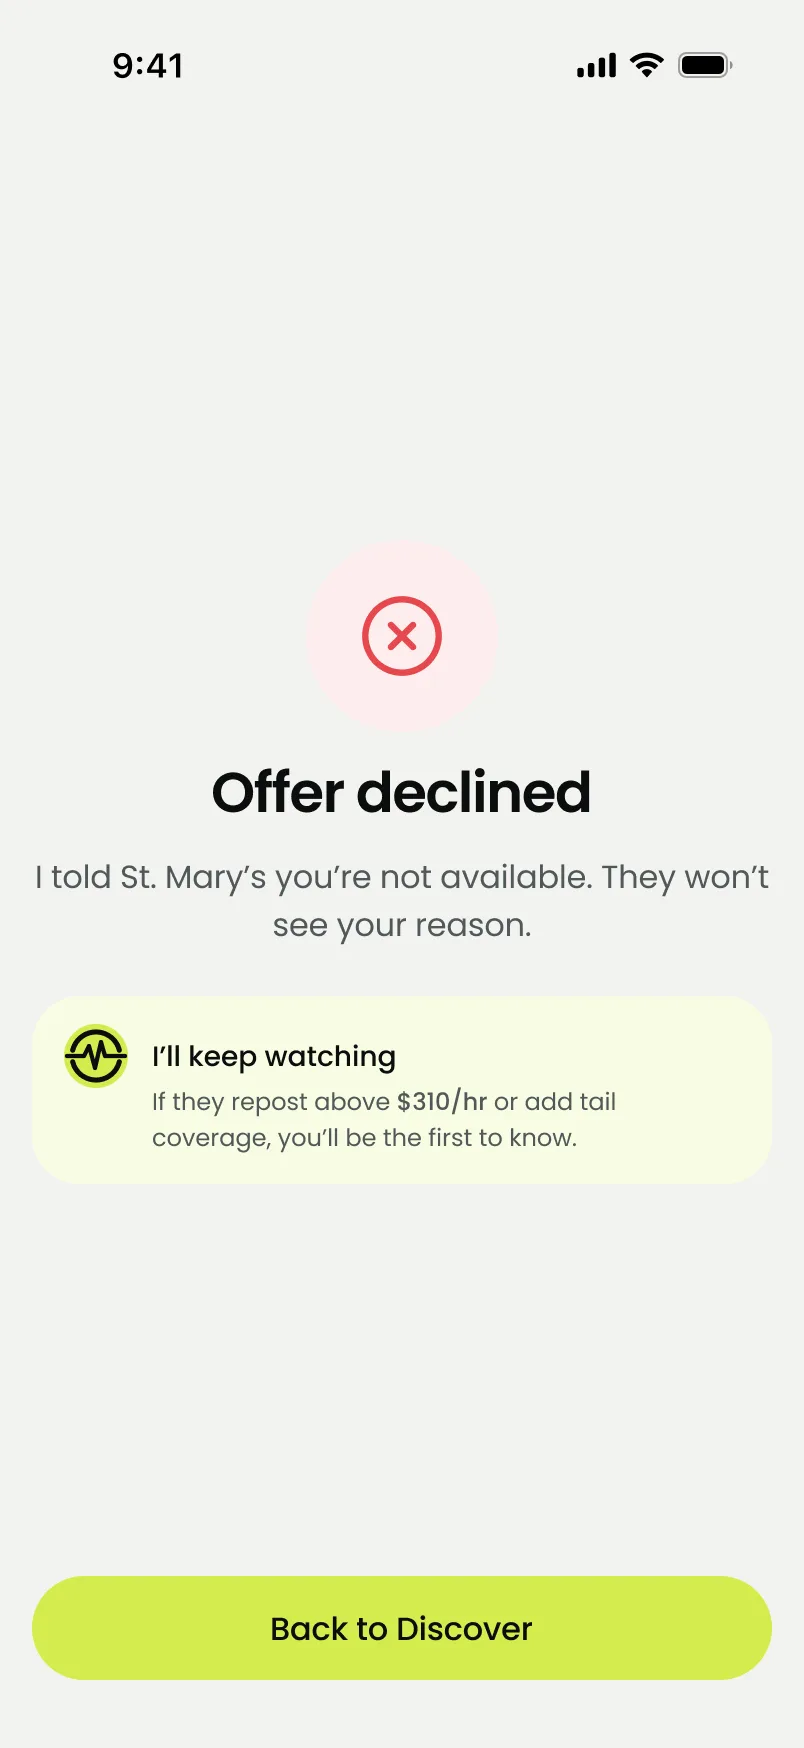 9:41
Offer declined
I told St. Mary’s you’re not available. They won’t
see your reason.
I’ll keep watching
If they repost above $310/hr or add tail
coverage, you’ll be the first to know.
Back to Discover